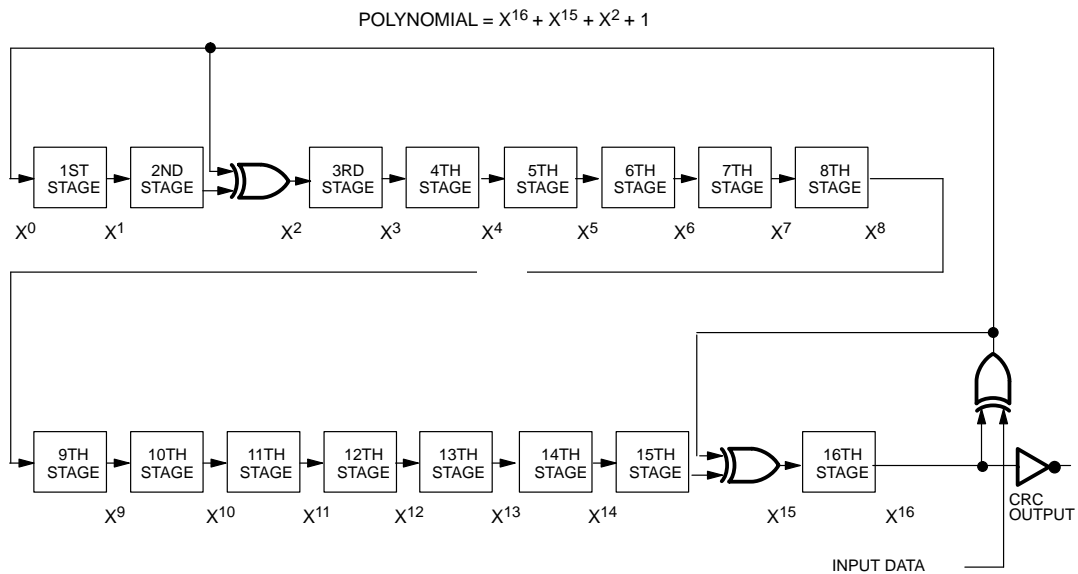 POLYNOMIAL = X16 + X15 + X2 + 1
1ST
STAGE
2ND
STAGE
3RD
STAGE
4TH
STAGE
5TH
STAGE
6TH
STAGE
7TH
STAGE
8TH
STAGE
X0
X1
X2
X3
X4
X5
X6
X7
X8
9TH
STAGE
10TH
STAGE
11TH
STAGE
12TH
STAGE
13TH
STAGE
14TH
STAGE
15TH
STAGE
16TH
STAGE
X9
X10
X11
X12
X13
X14
X15
X16
CRC
OUTPUT
INPUT DATA